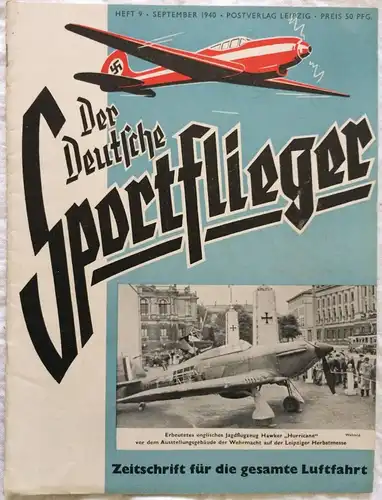 HEFT 9 • SEPTEMBER 1940 • POSTVERLAG LEIPZIG • PREIS 50 PFG.
Der
Deutsche
Sportflieger
Erbeutetes englisches Jagdflugzeug Hawker „Hurricane"
vor dem Ausstellungsgebäude der Wehrmacht auf der Leipziger Herbstmesse
Zeitschrift für die gesamte Luftfahrt